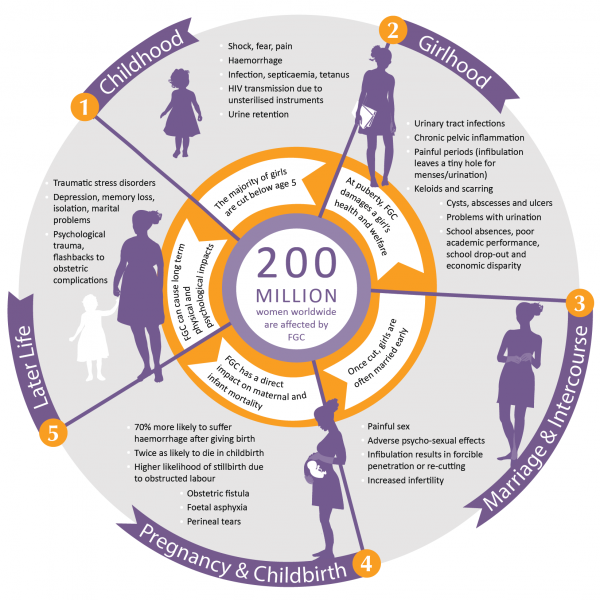 1
Childhood
Shock, fear, pain
Haemorrhage
Infection, septicaemia, tetanus
HIV transmission due to
unsterilised instruments
Urine retention
The majority of girls
are cut below age 5
2
Girlhood
Urinary tract infections
Chronic pelvic inflammation
Painful periods (infibulation
leaves a tiny hole for
menses/urination)
Keloids and scarring
Cysts, abscesses and ulcers
Problems with urination
School absences, poor
academic performance,
school drop-out and
economic disparity
At puberty, FGC
damages a girl's
health and welfare
3
Marriage & Intercourse
Painful sex
Adverse psycho-sexual effects
Infibulation results in forcible
penetration or re-cutting
Increased infertility
Once cut, girls are
often married early
4
Pregnancy & Childbirth
70% more likely to suffer
haemorrhage after giving birth
Twice as likely to die in childbirth
Higher likelihood of stillbirth due
to obstructed labour
Obstetric fistula
Foetal asphyxia
Perineal tears
FGC has a direct
impact on maternal and
infant mortality
5
Later Life
Traumatic stress disorders
Depression, memory loss,
isolation, marital
problems
Psychological
trauma,
flashbacks to
obstetric
complications
FGC can cause long term
physical and
psychological impacts
200
MILLION
women worldwide
are affected by
FGC